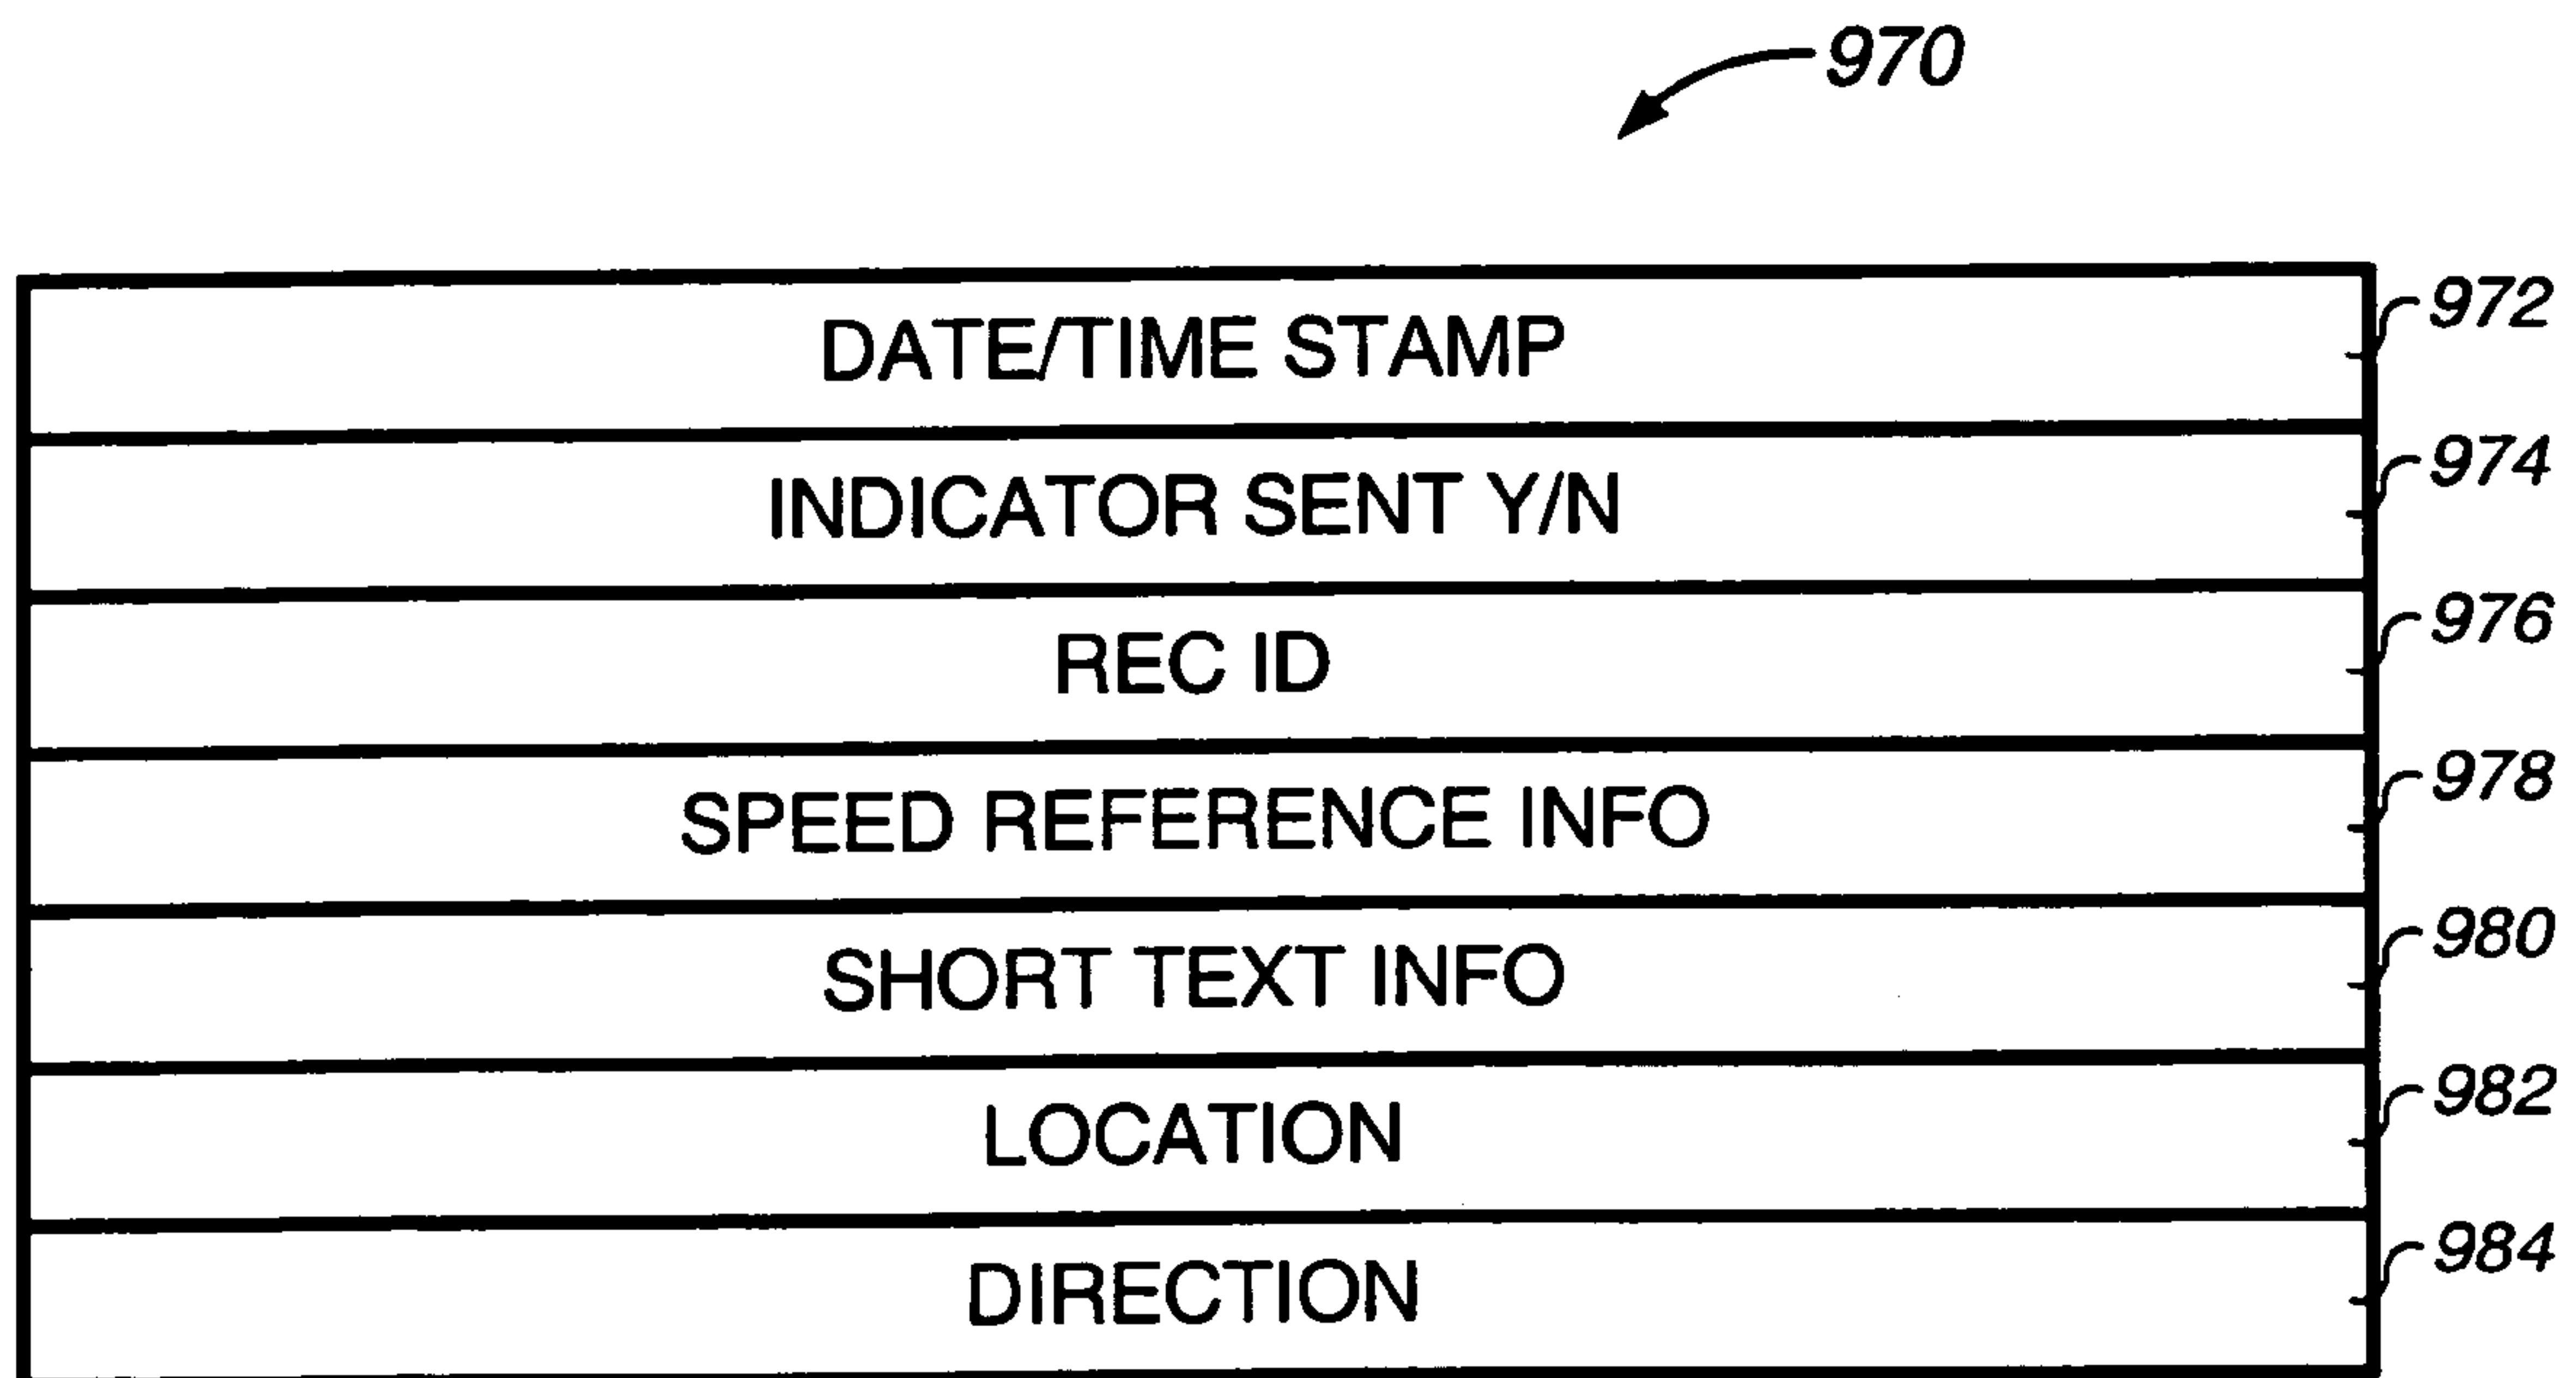 970
DATE/TIME STAMP 972
INDICATOR SENT Y/N 974
REC ID 976
SPEED REFERENCE INFO 978
SHORT TEXT INFO 980
LOCATION 982
DIRECTION 984